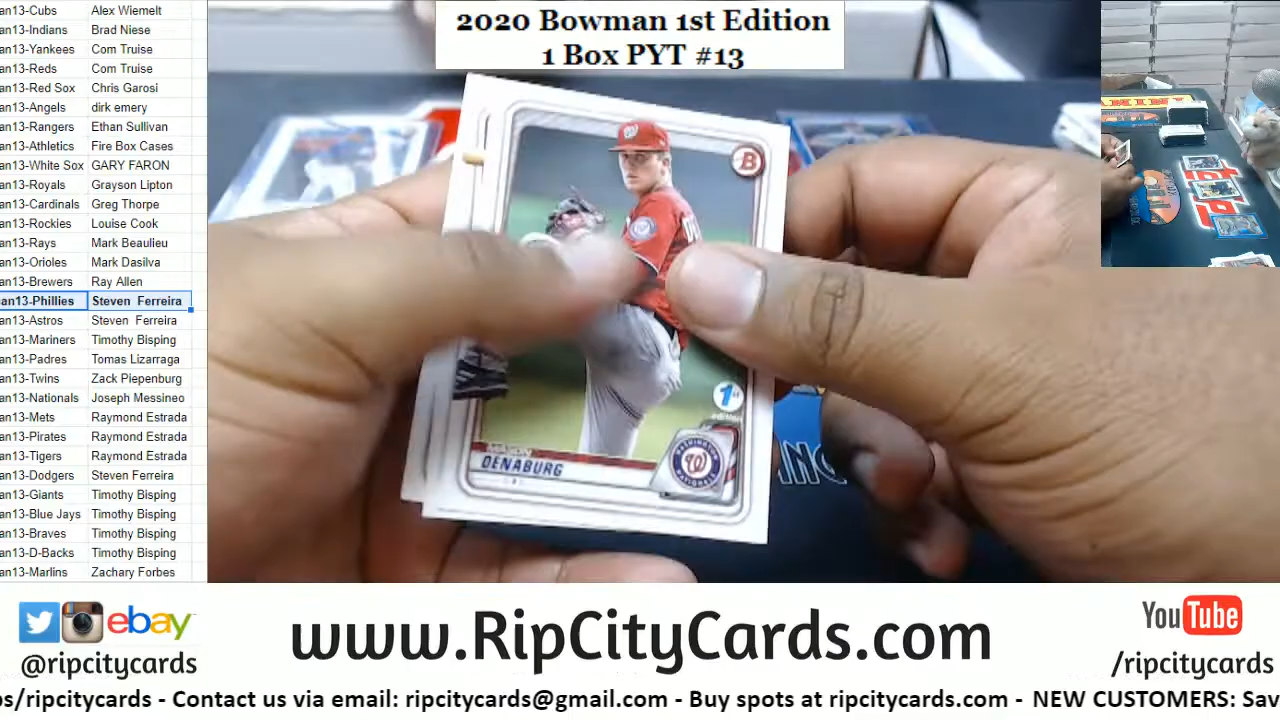 an13-Cubs Alex Wiemelt
an13-Indians Brad Niese
an13-Yankees Com Truise
an13-Reds Com Truise
an13-Red Sox Chris Garosi
an13-Angels dirk emery
an13-Rangers Ethan Sullivan
an13-Athletics Fire Box Cases
an13-White Sox GARY FARON
an13-Royals Grayson Lipton
an13-Cardinals Greg Thorpe
an13-Rockies Louise Cook
an13-Rays Mark Beaulieu
an13-Orioles Mark Dasilva
an13-Brewers Ray Allen
an13-Phillies Steven Ferreira
an13-Astros Steven Ferreira
an13-Mariners Timothy Bisping
an13-Padres Tomas Lizarraga
an13-Twins Zack Piepenburg
an13-Nationals Joseph Messineo
an13-Mets Raymond Estrada
an13-Pirates Raymond Estrada
an13-Tigers Raymond Estrada
an13-Dodgers Steven Ferreira
an13-Giants Timothy Bisping
an13-Blue Jays Timothy Bisping
an13-Braves Timothy Bisping
an13-D-Backs Timothy Bisping
an13-Marlins Zachary Forbes
2020 Bowman 1st Edition
1 Box PYT #13
B
1st
edition
MASON
DENABURG
WASHINGTON
W
NATIONALS
ebay
@ripcitycards
www.RipCityCards.com
YouTube
/ripcitycards
os/ripcitycards - Contact us via email: ripcitycards@gmail.com - Buy spots at ripcitycards.com - NEW CUSTOMERS: Sav